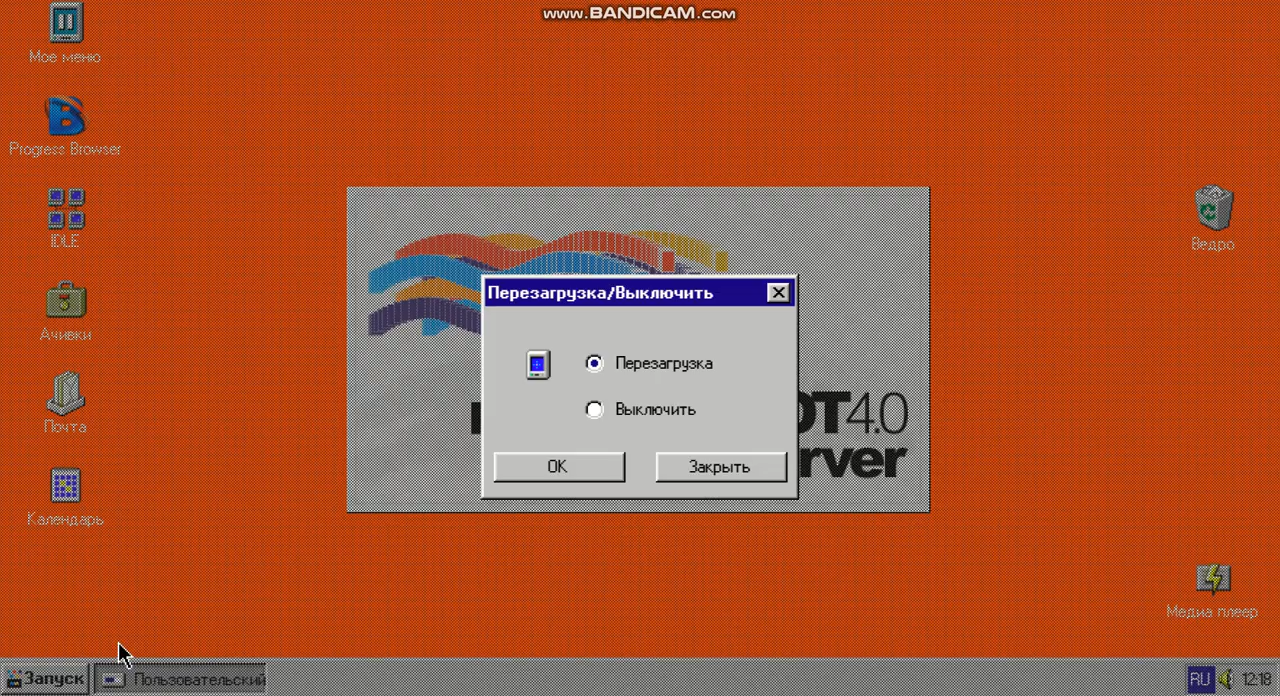 www.BANDICAM.com
Мое меню
Progress Browser
IDLE
Ачивки
Почта
Календарь
Ведро
Медиа плеер
Перезагрузка/Выключить
Перезагрузка
Выключить
OK
Закрыть
4.0
rver
Запуск
Пользовательский
RU
12:18